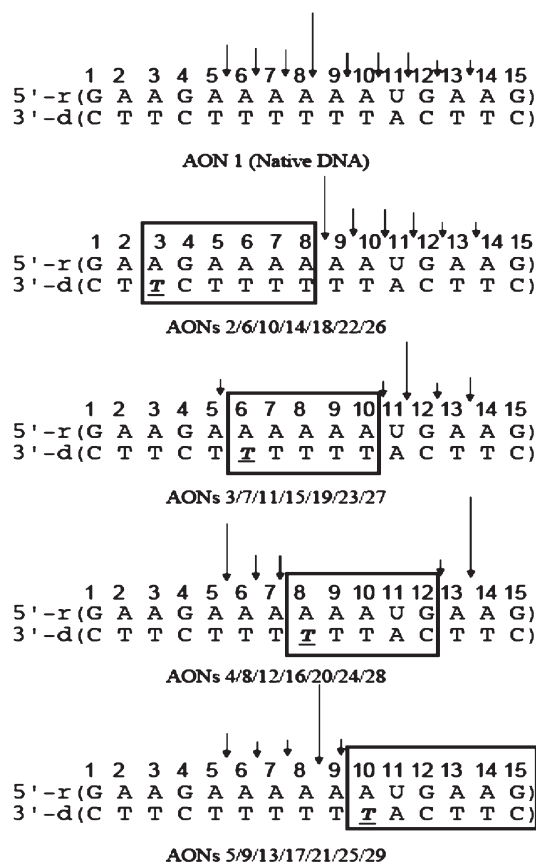 1 2 3 4 5 6 7 8 9 10 11 12 13 14 15
5'-r(G A A G A A A A A A U G A A G)
3'-d(C T T C T T T T T T A C T T C)
AON 1 (Native DNA)
1 2 3 4 5 6 7 8 9 10 11 12 13 14 15
5'-r(G A A G A A A A A A U G A A G)
3'-d(C T T C T T T T T T A C T T C)
AONs 2/6/10/14/18/22/26
1 2 3 4 5 6 7 8 9 10 11 12 13 14 15
5'-r(G A A G A A A A A A U G A A G)
3'-d(C T T C T T T T T T A C T T C)
AONs 3/7/11/15/19/23/27
1 2 3 4 5 6 7 8 9 10 11 12 13 14 15
5'-r(G A A G A A A A A A U G A A G)
3'-d(C T T C T T T T T T A C T T C)
AONs 4/8/12/16/20/24/28
1 2 3 4 5 6 7 8 9 10 11 12 13 14 15
5'-r(G A A G A A A A A A U G A A G)
3'-d(C T T C T T T T T T A C T T C)
AONs 5/9/13/17/21/25/29